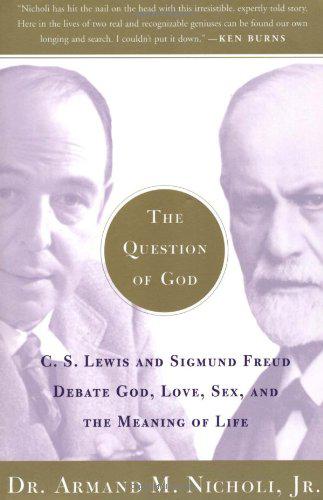 "Nicholi has hit the nail on the head with this irresistible, expertly told story.
Here in the lives of two real and recognizable geniuses can be found our own
longing and search. I couldn't put it down." —KEN BURNS
THE
QUESTION
OF GOD
C. S. LEWIS AND SIGMUND FREUD
DEBATE GOD, LOVE, SEX, AND
THE MEANING OF LIFE
DR. ARMAND M. NICHOLI, JR.